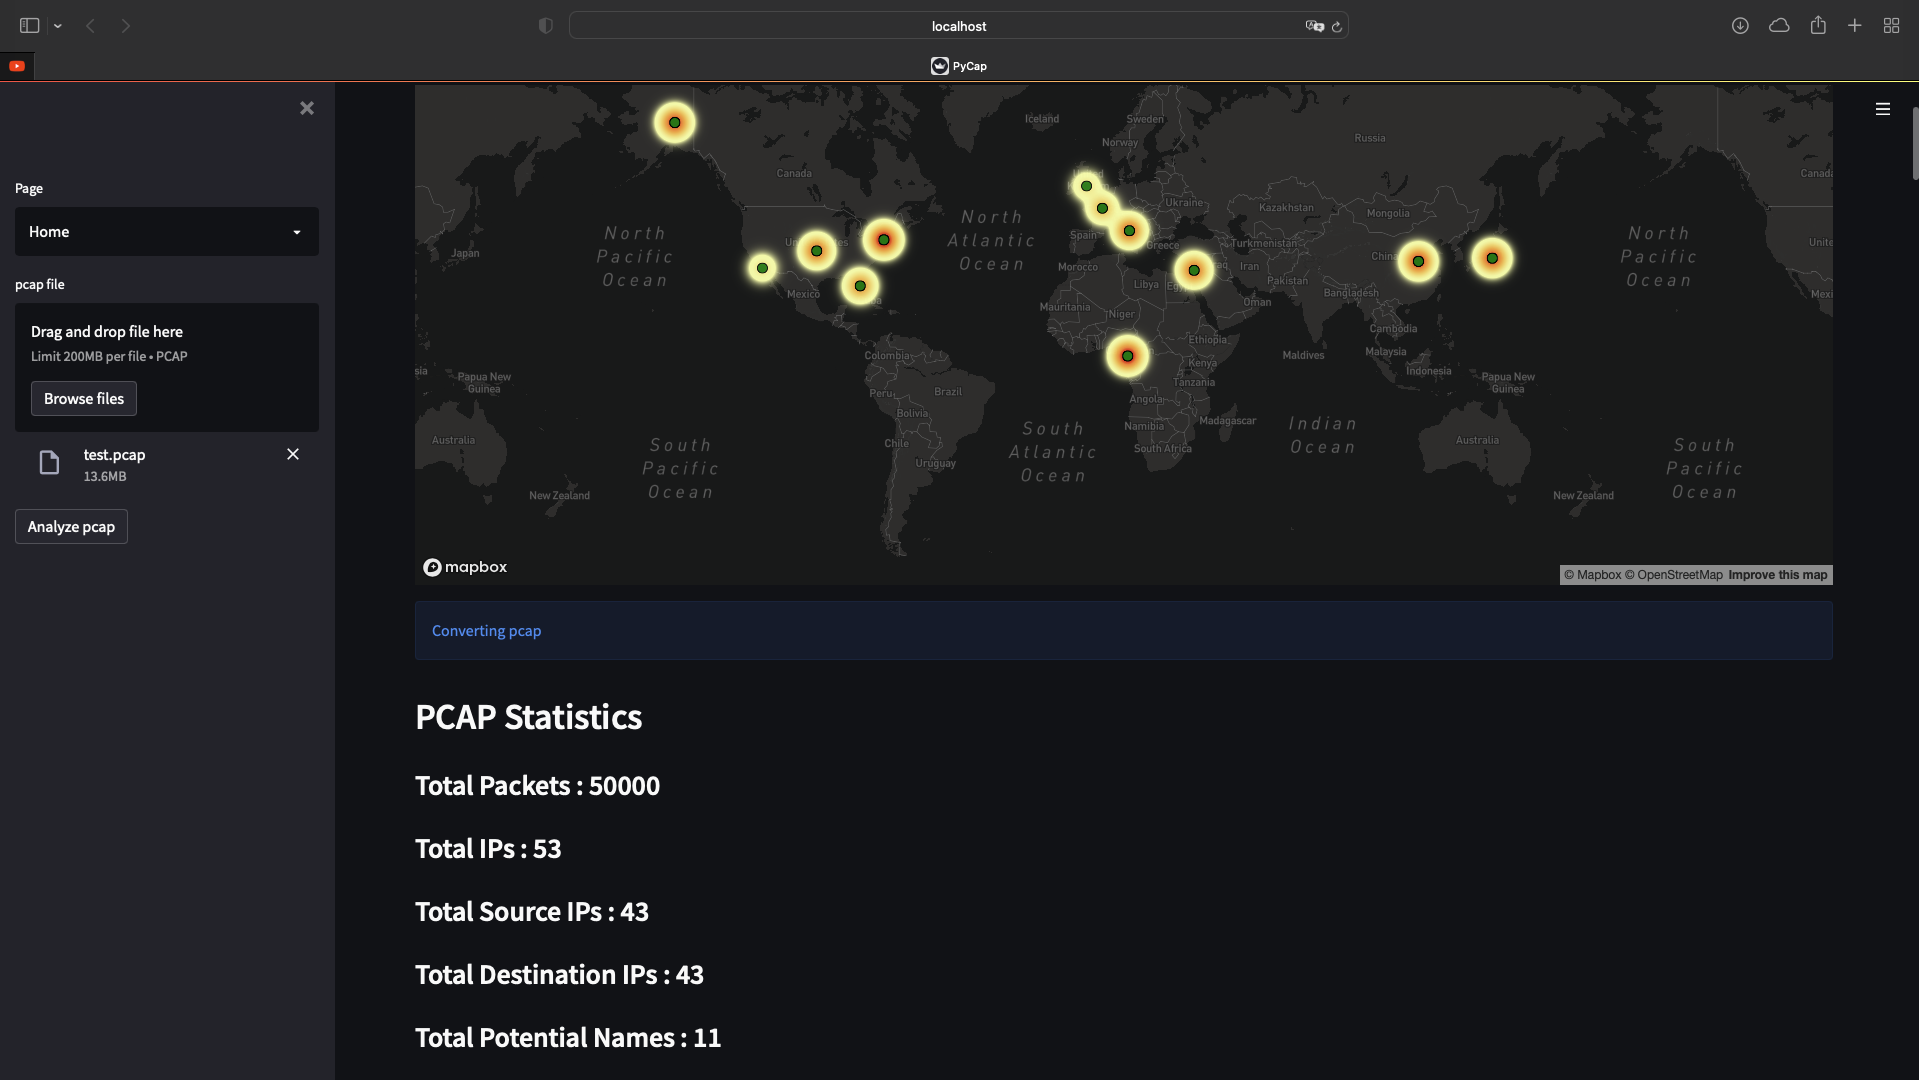 localhost
PyCap
Page
Home
pcap file
Drag and drop file here
Limit 200MB per file • PCAP
Browse files
test.pcap
13.6MB
Analyze pcap
Iceland
Sweden
Norway
Russia
Canada
Canada
Ukraine
Kazakhstan
Mongolia
North Pacific Ocean
North Atlantic Ocean
North Pacific Ocean
Japan
Spain
Greece
Turkmenistan
Iran
China
Morocco
Libya
Pakistan
Mexico
Bangladesh
Oman
Mauritania
Niger
Cambodia
Ethiopia
Colombia
Maldives
Malaysia
Kenya
Indonesia
Papua New Guinea
Papua New Guinea
Tanzania
Peru
Brazil
Angola
Bolivia
Madagascar
Namibia
South Atlantic Ocean
Indian Ocean
Australia
Australia
Chile
South Africa
South Pacific Ocean
South Pacific Ocean
Uruguay
New Zealand
New Zealand
mapbox
© Mapbox © OpenStreetMap Improve this map
Converting pcap
PCAP Statistics
Total Packets : 50000
Total IPs : 53
Total Source IPs : 43
Total Destination IPs : 43
Total Potential Names : 11